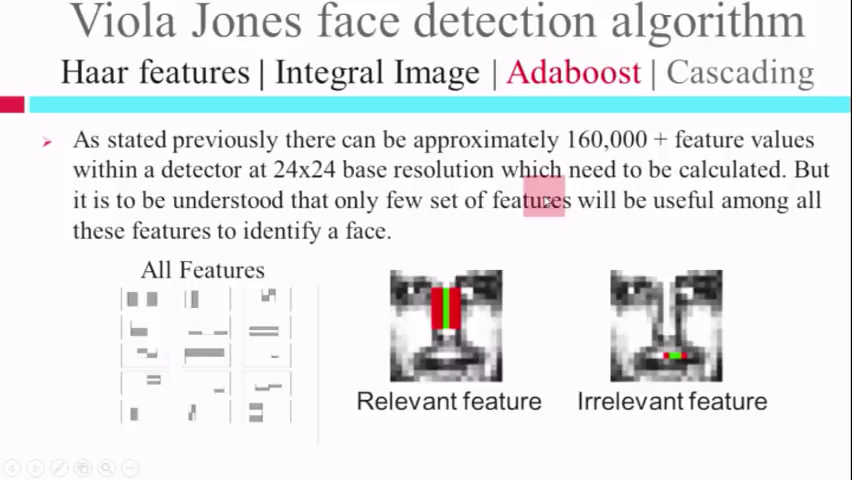 Viola Jones face detection algorithm
Haar features | Integral Image | Adaboost | Cascading
As stated previously there can be approximately 160,000 + feature values
within a detector at 24x24 base resolution which need to be calculated. But
it is to be understood that only few set of features will be useful among all
these features to identify a face.
All Features
Relevant feature
Irrelevant feature